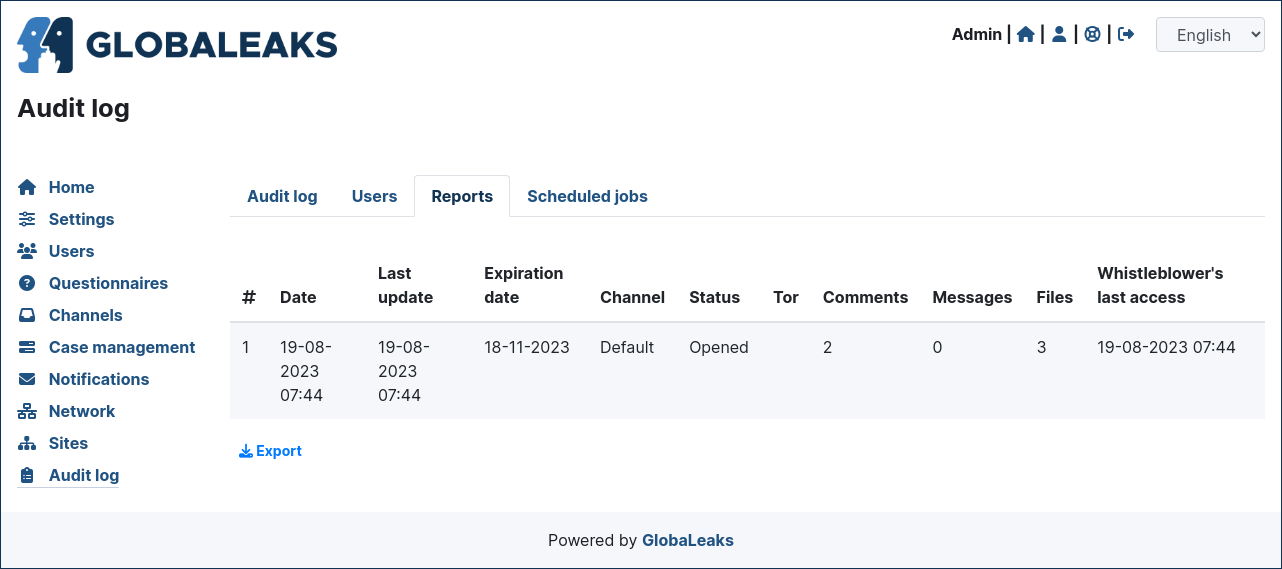 GLOBALEAKS
Admin | | | |
English
Audit log
Home
Settings
Users
Questionnaires
Channels
Case management
Notifications
Network
Sites
Audit log
Audit log Users Reports Scheduled jobs
# Date Last update Expiration date Channel Status Tor Comments Messages Files Whistleblower's last access
1 19-08-2023 07:44 19-08-2023 07:44 18-11-2023 Default Opened 2 0 3 19-08-2023 07:44
Export
Powered by GlobaLeaks